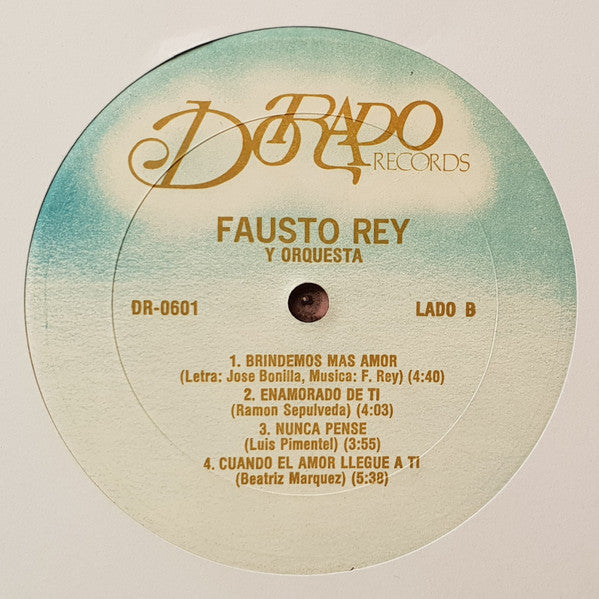 DORADO
RECORDS
FAUSTO REY
Y ORQUESTA
DR-0601 LADO B
1. BRINDEMOS MAS AMOR
(Letra: Jose Bonilla, Musica: F. Rey) (4:40)
2. ENAMORADO DE TI
(Ramon Sepulveda) (4:03)
3. NUNCA PENSE
(Luis Pimentel) (3:55)
4. CUANDO EL AMOR LLEGUE A TI
(Beatriz Marquez) (5:38)